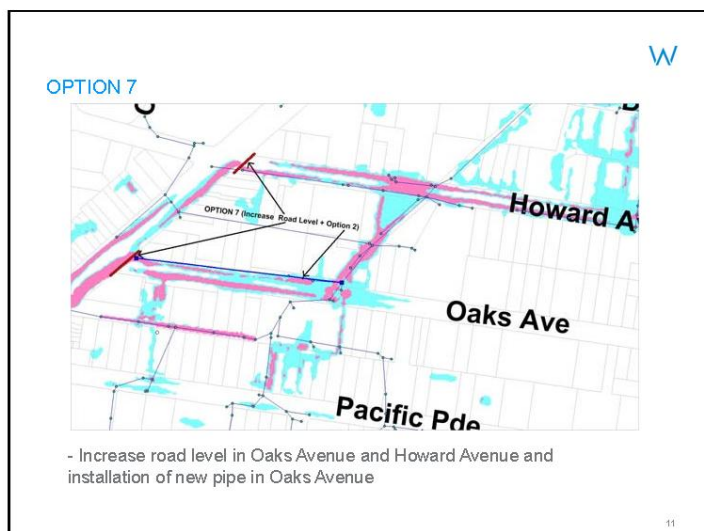 W
OPTION 7
OPTION 7 (Increase Road Level + Option 2)
Howard A
Oaks Ave
Pacific Pde
- Increase road level in Oaks Avenue and Howard Avenue and
installation of new pipe in Oaks Avenue
11